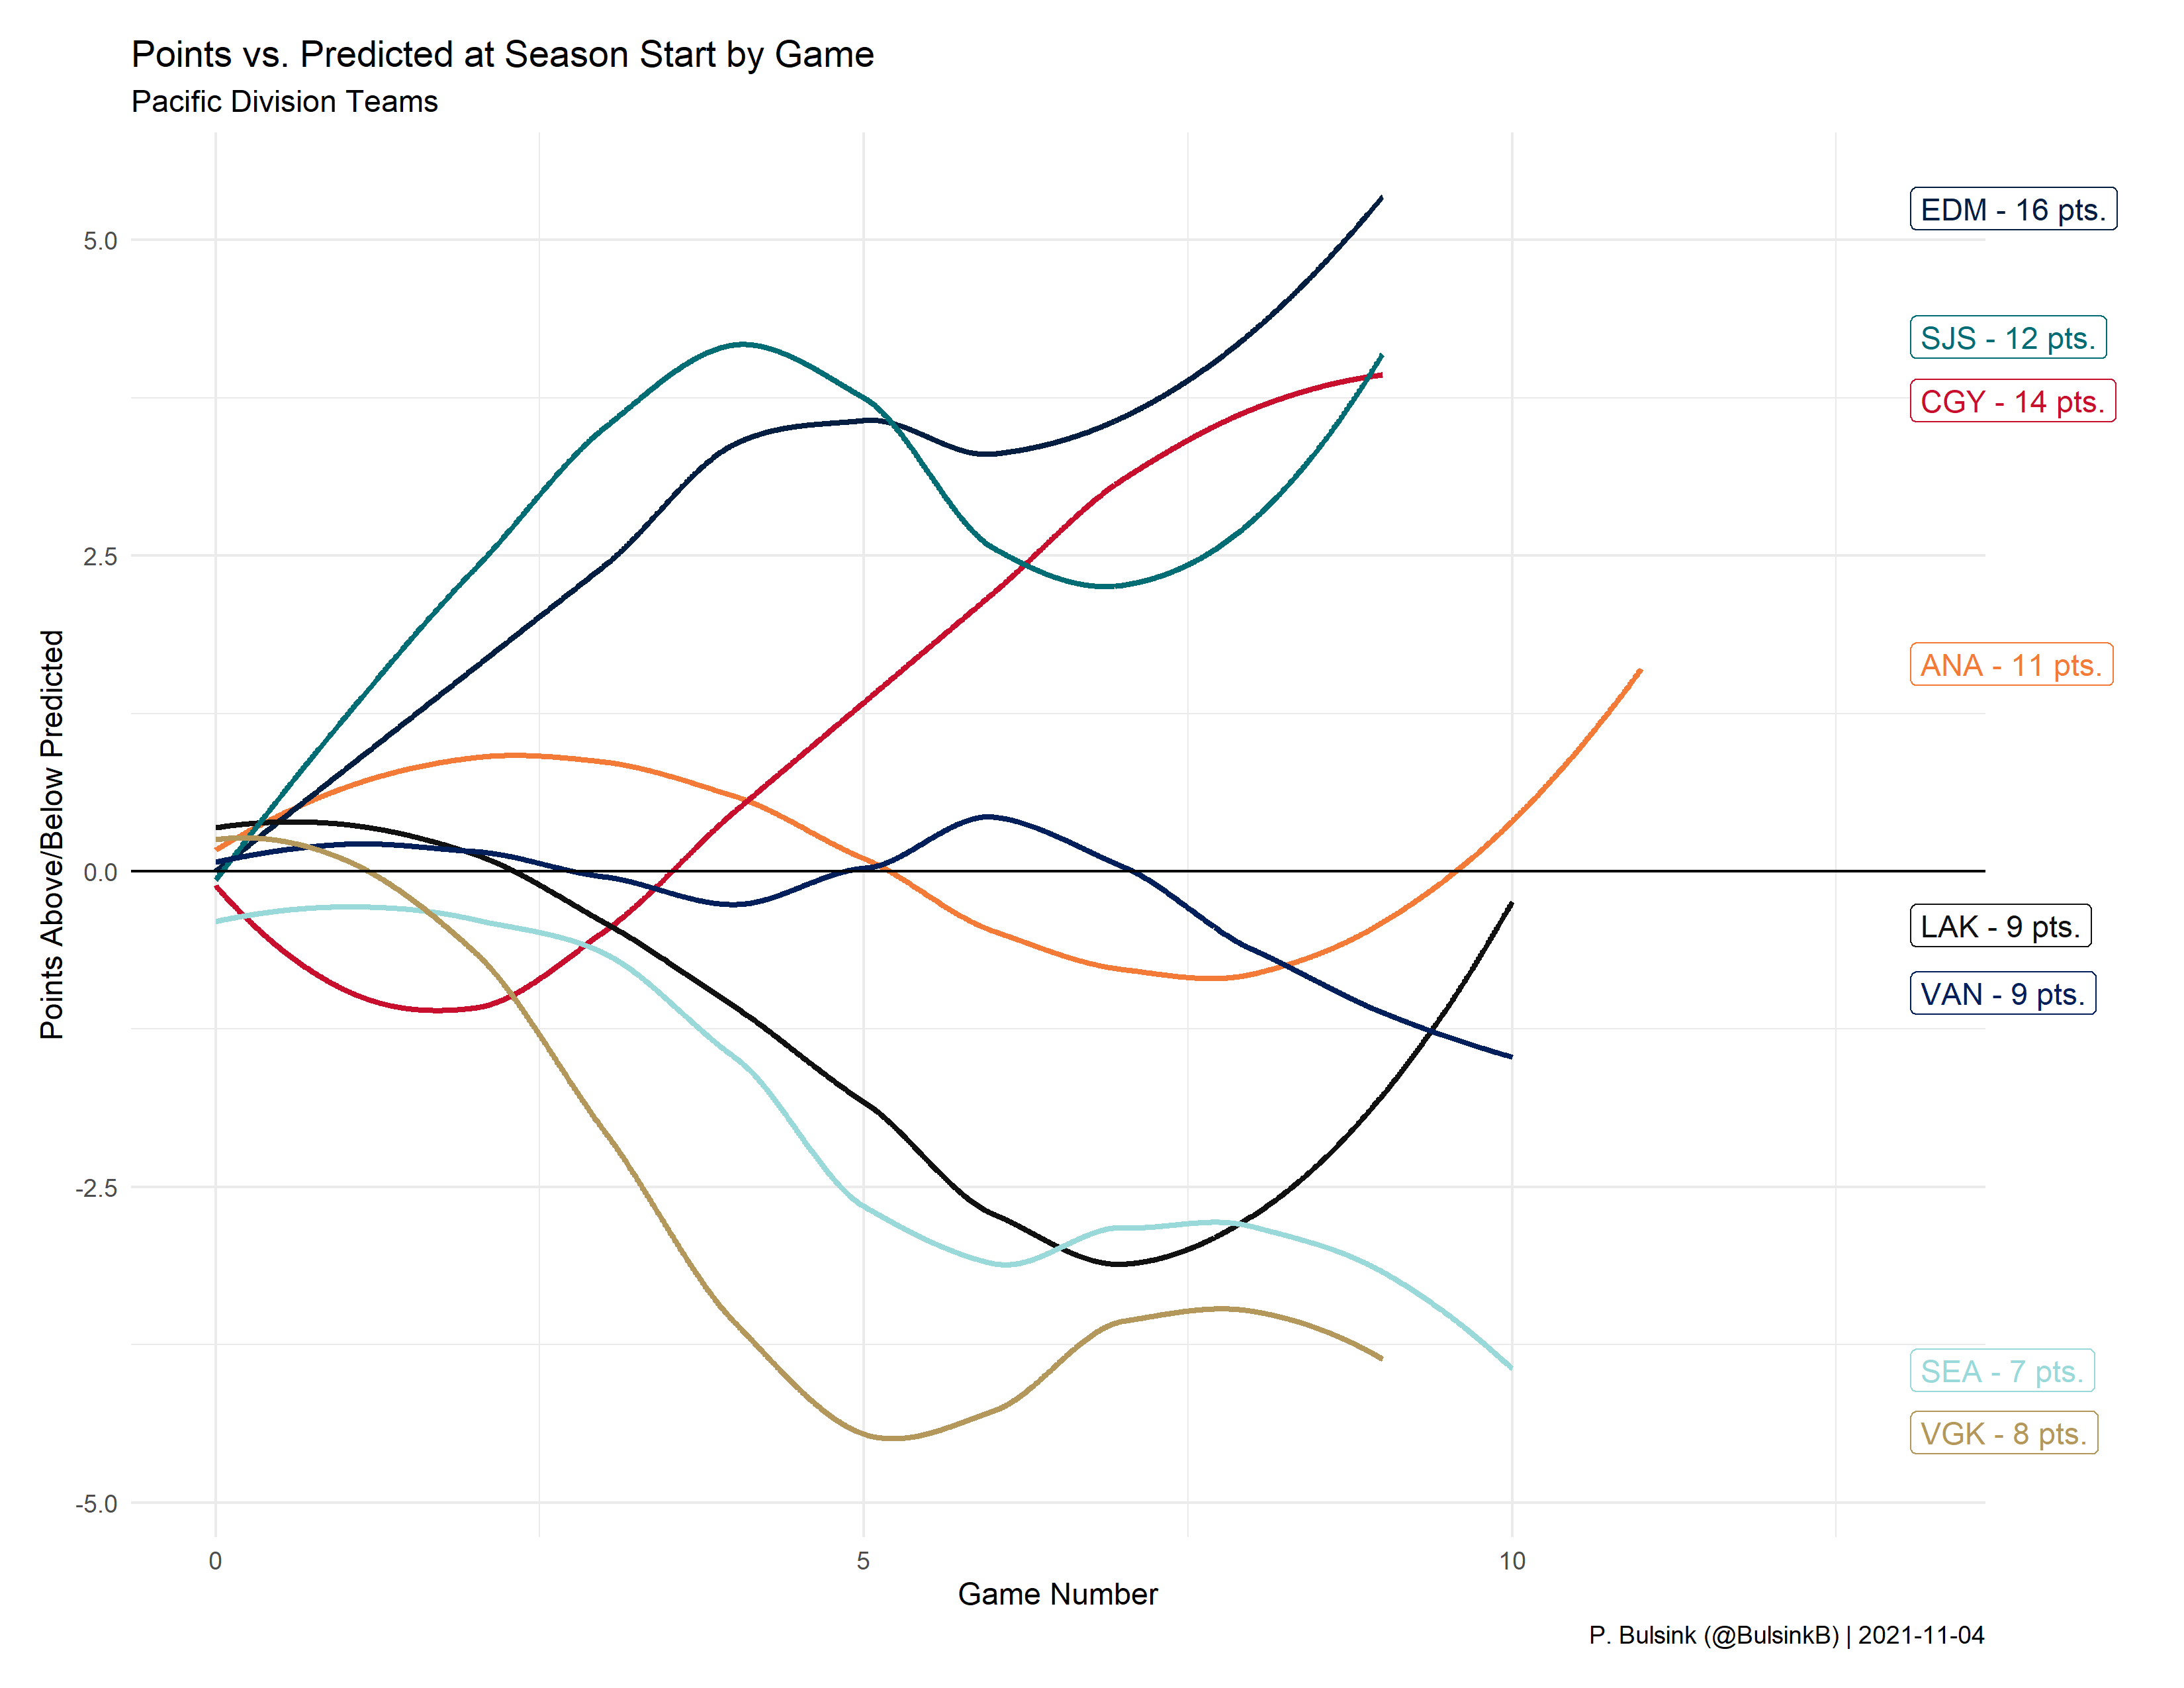 Points vs. Predicted at Season Start by Game
Pacific Division Teams
Points Above/Below Predicted
5.0
2.5
0.0
-2.5
-5.0
EDM - 16 pts.
SJS - 12 pts.
CGY - 14 pts.
ANA - 11 pts.
LAK - 9 pts.
VAN - 9 pts.
SEA - 7 pts.
VGK - 8 pts.
0 5 10
Game Number
P. Bulsink (@BulsinkB) | 2021-11-04